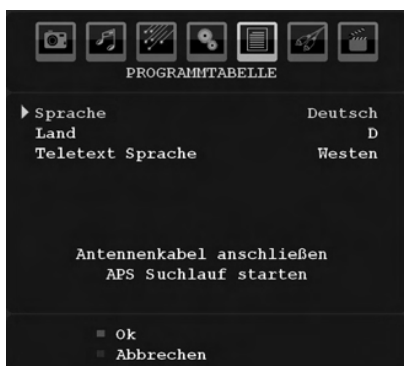 PROGRAMMTABELLE
Sprache Deutsch
Land D
Teletext Sprache Westen
Antennenkabel anschließen
APS Suchlauf starten
Ok
Abbrechen